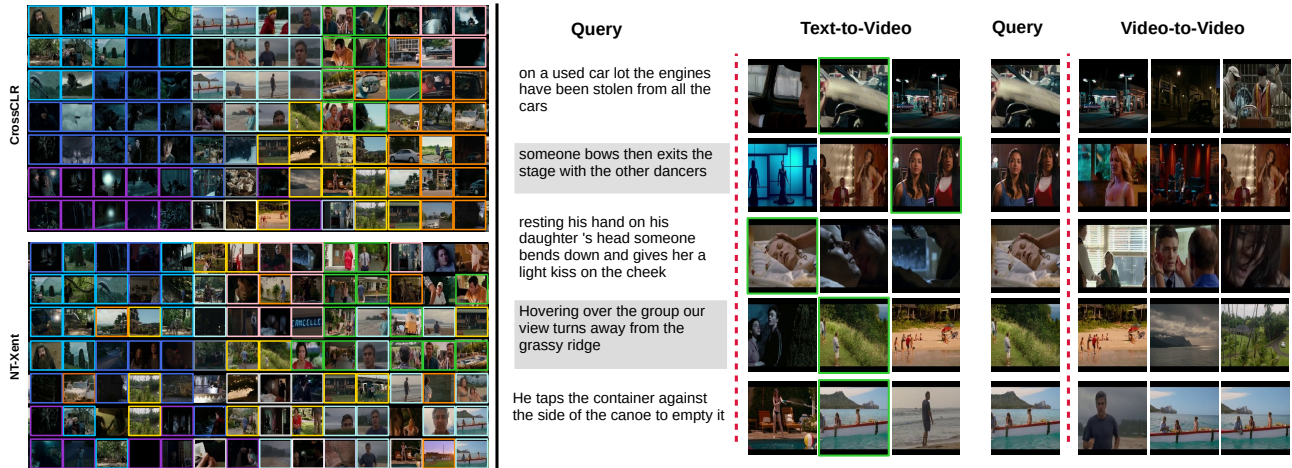 CrossCLR
NT-Xent
Query
Text-to-Video
Query
Video-to-Video
on a used car lot the engines
have been stolen from all the
cars
someone bows then exits the
stage with the other dancers
resting his hand on his
daughter 's head someone
bends down and gives her a
light kiss on the cheek
Hovering over the group our
view turns away from the
grassy ridge
He taps the container against
the side of the canoe to empty it
CANCELLE